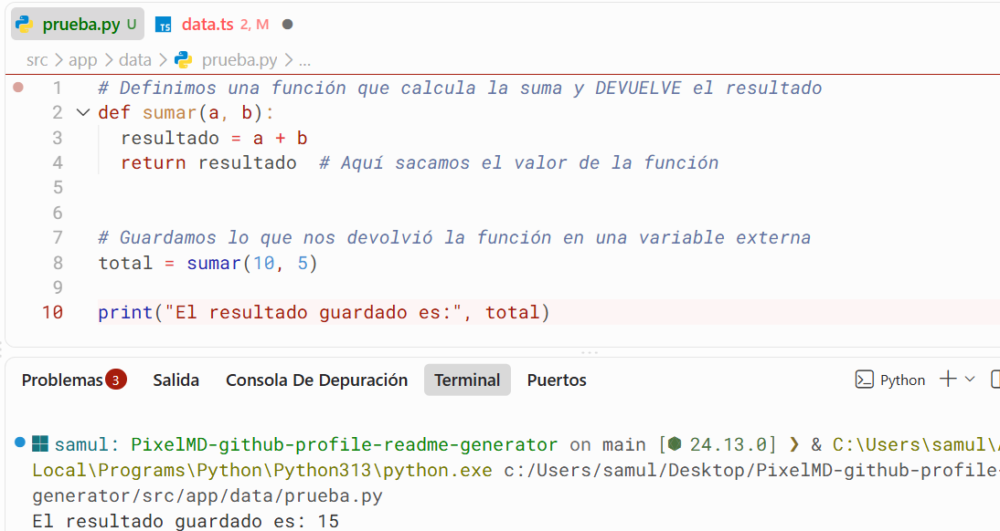 prueba.py U TS data.ts 2, M
src > app > data > prueba.py > ...
1 # Definimos una función que calcula la suma y DEVUELVE el resultado
2 def sumar(a, b):
3 resultado = a + b
4 return resultado # Aquí sacamos el valor de la función
5
6
7 # Guardamos lo que nos devolvió la función en una variable externa
8 total = sumar(10, 5)
9
10 print("El resultado guardado es:", total)
Problemas 3 Salida Consola De Depuración Terminal Puertos Python
samul: PixelMD-github-profile-readme-generator on main [⬢ 24.13.0] ❯ & C:\Users\samul\
Local\Programs\Python\Python313\python.exe c:/Users/samul/Desktop/PixelMD-github-profile-
generator/src/app/data/prueba.py
El resultado guardado es: 15